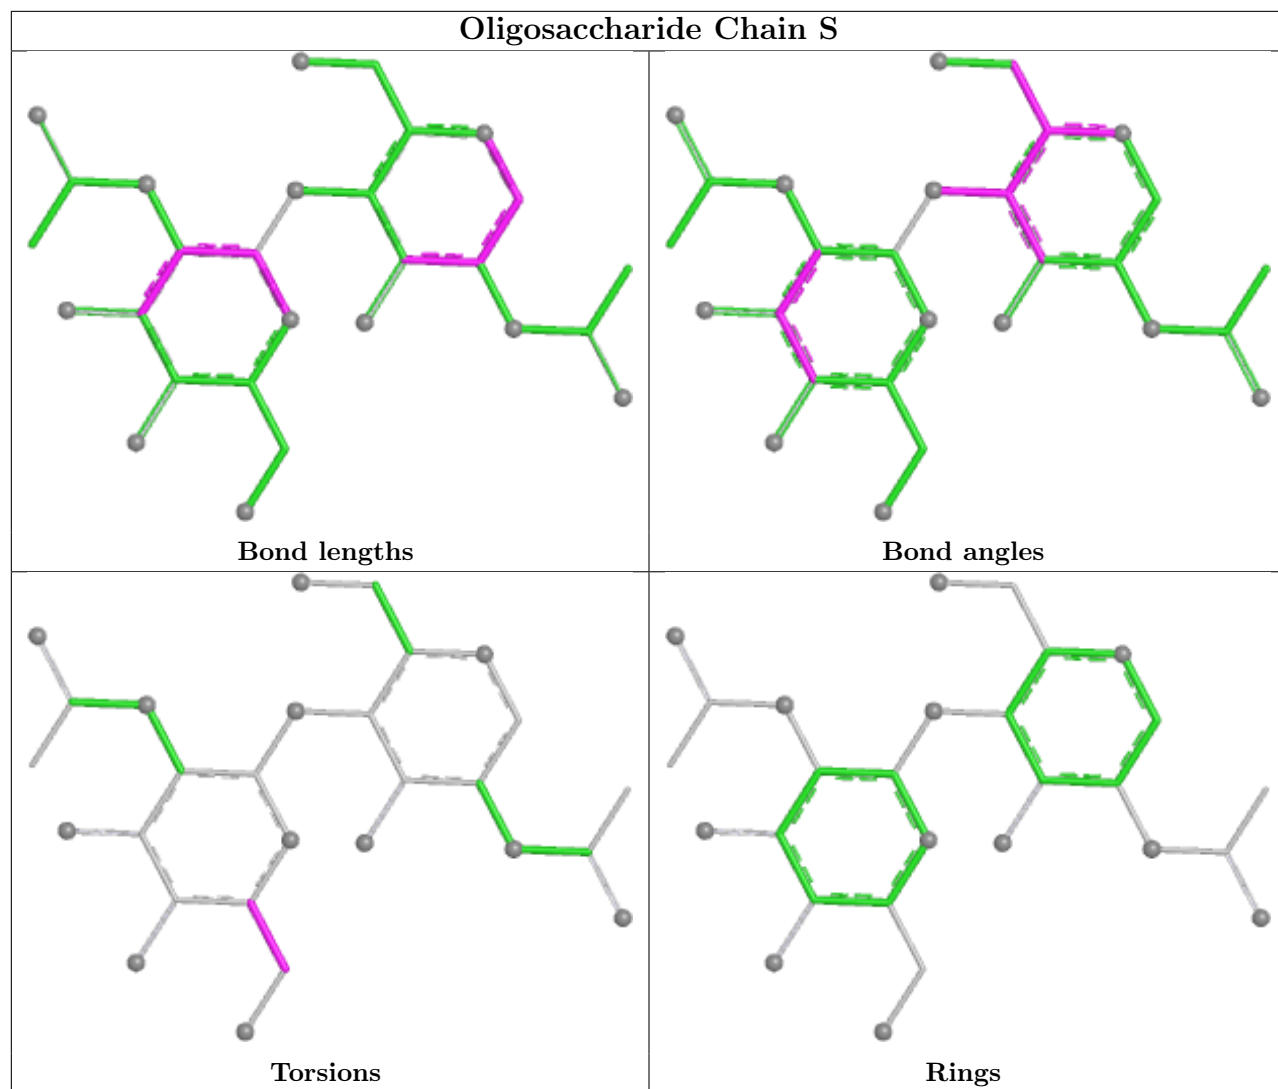 Oligosaccharide Chain S
Bond lengths
Bond angles
Torsions
Rings